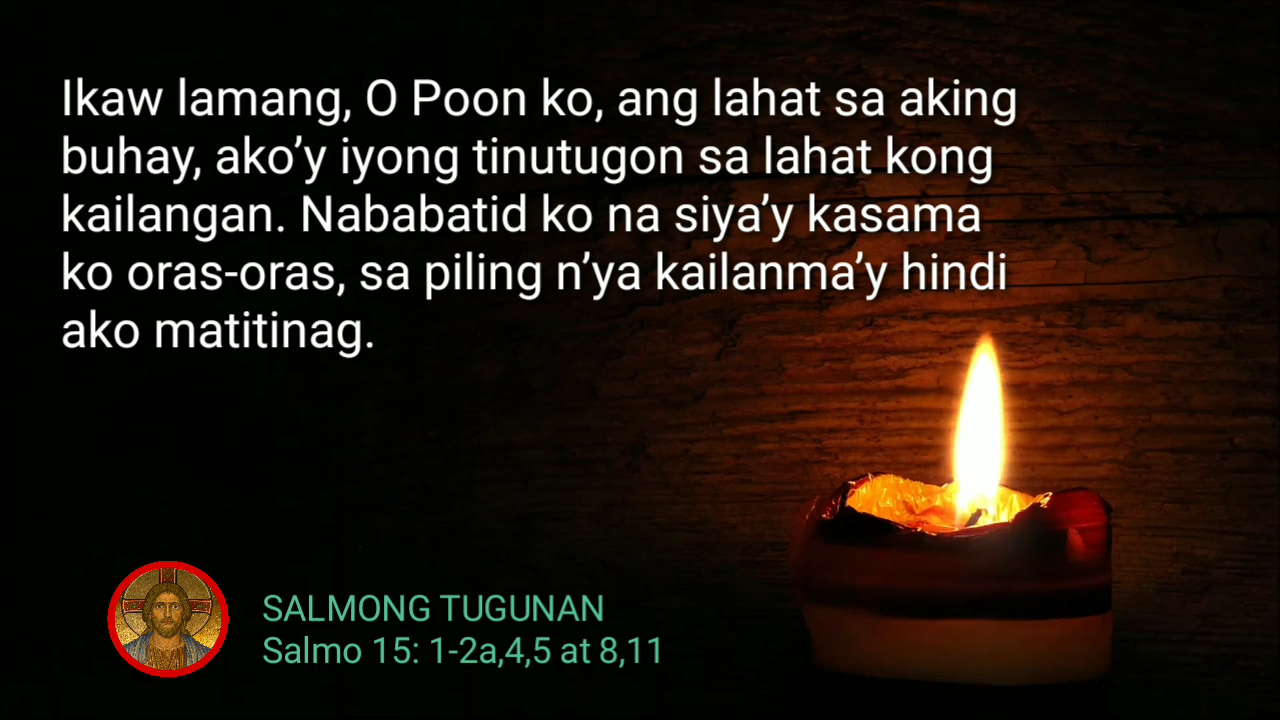 Ikaw lamang, O Poon ko, ang lahat sa aking
buhay, ako’y iyong tinutugon sa lahat kong
kailangan. Nababatid ko na siya’y kasama
ko oras-oras, sa piling n’ya kailanma’y hindi
ako matitinag.
SALMONG TUGUNAN
Salmo 15: 1-2a,4,5 at 8,11